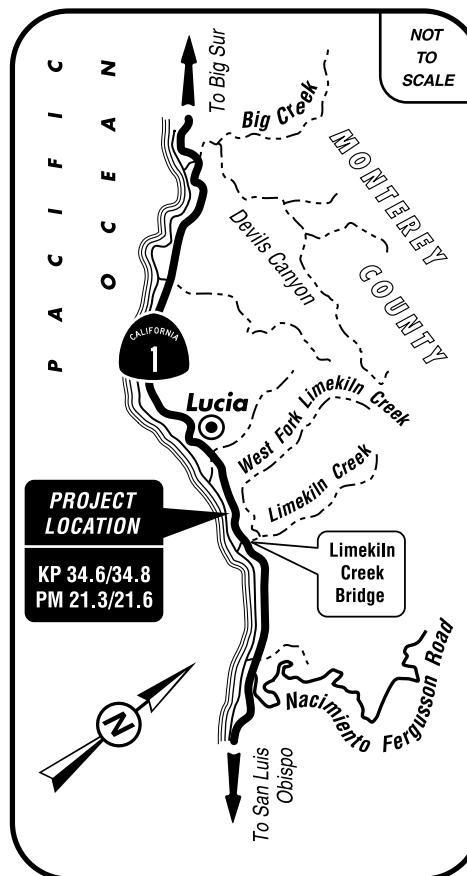 NOT
TO
SCALE
PACIFIC
OCEAN
To Big Sur
Big Creek
MONTEREY
COUNTY
Devils Canyon
CALIFORNIA
1
Lucia
West Fork Limekiln Creek
Limekiln Creek
PROJECT
LOCATION
KP 34.6/34.8
PM 21.3/21.6
Limekiln
Creek
Bridge
Nacimiento Fergusson Road
N
To San Luis
Obispo